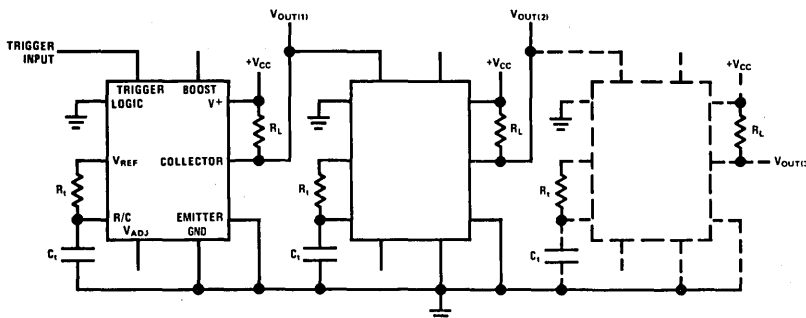 VOUT(1)
VOUT(2)
TRIGGER
INPUT
+VCC
+VCC
+VCC
TRIGGER
BOOST
LOGIC
V+
RL
RL
RL
VREF
COLLECTOR
VOUT(3)
Rt
Rt
Rt
R/C
EMITTER
VADJ
GND
Ct
Ct
Ct